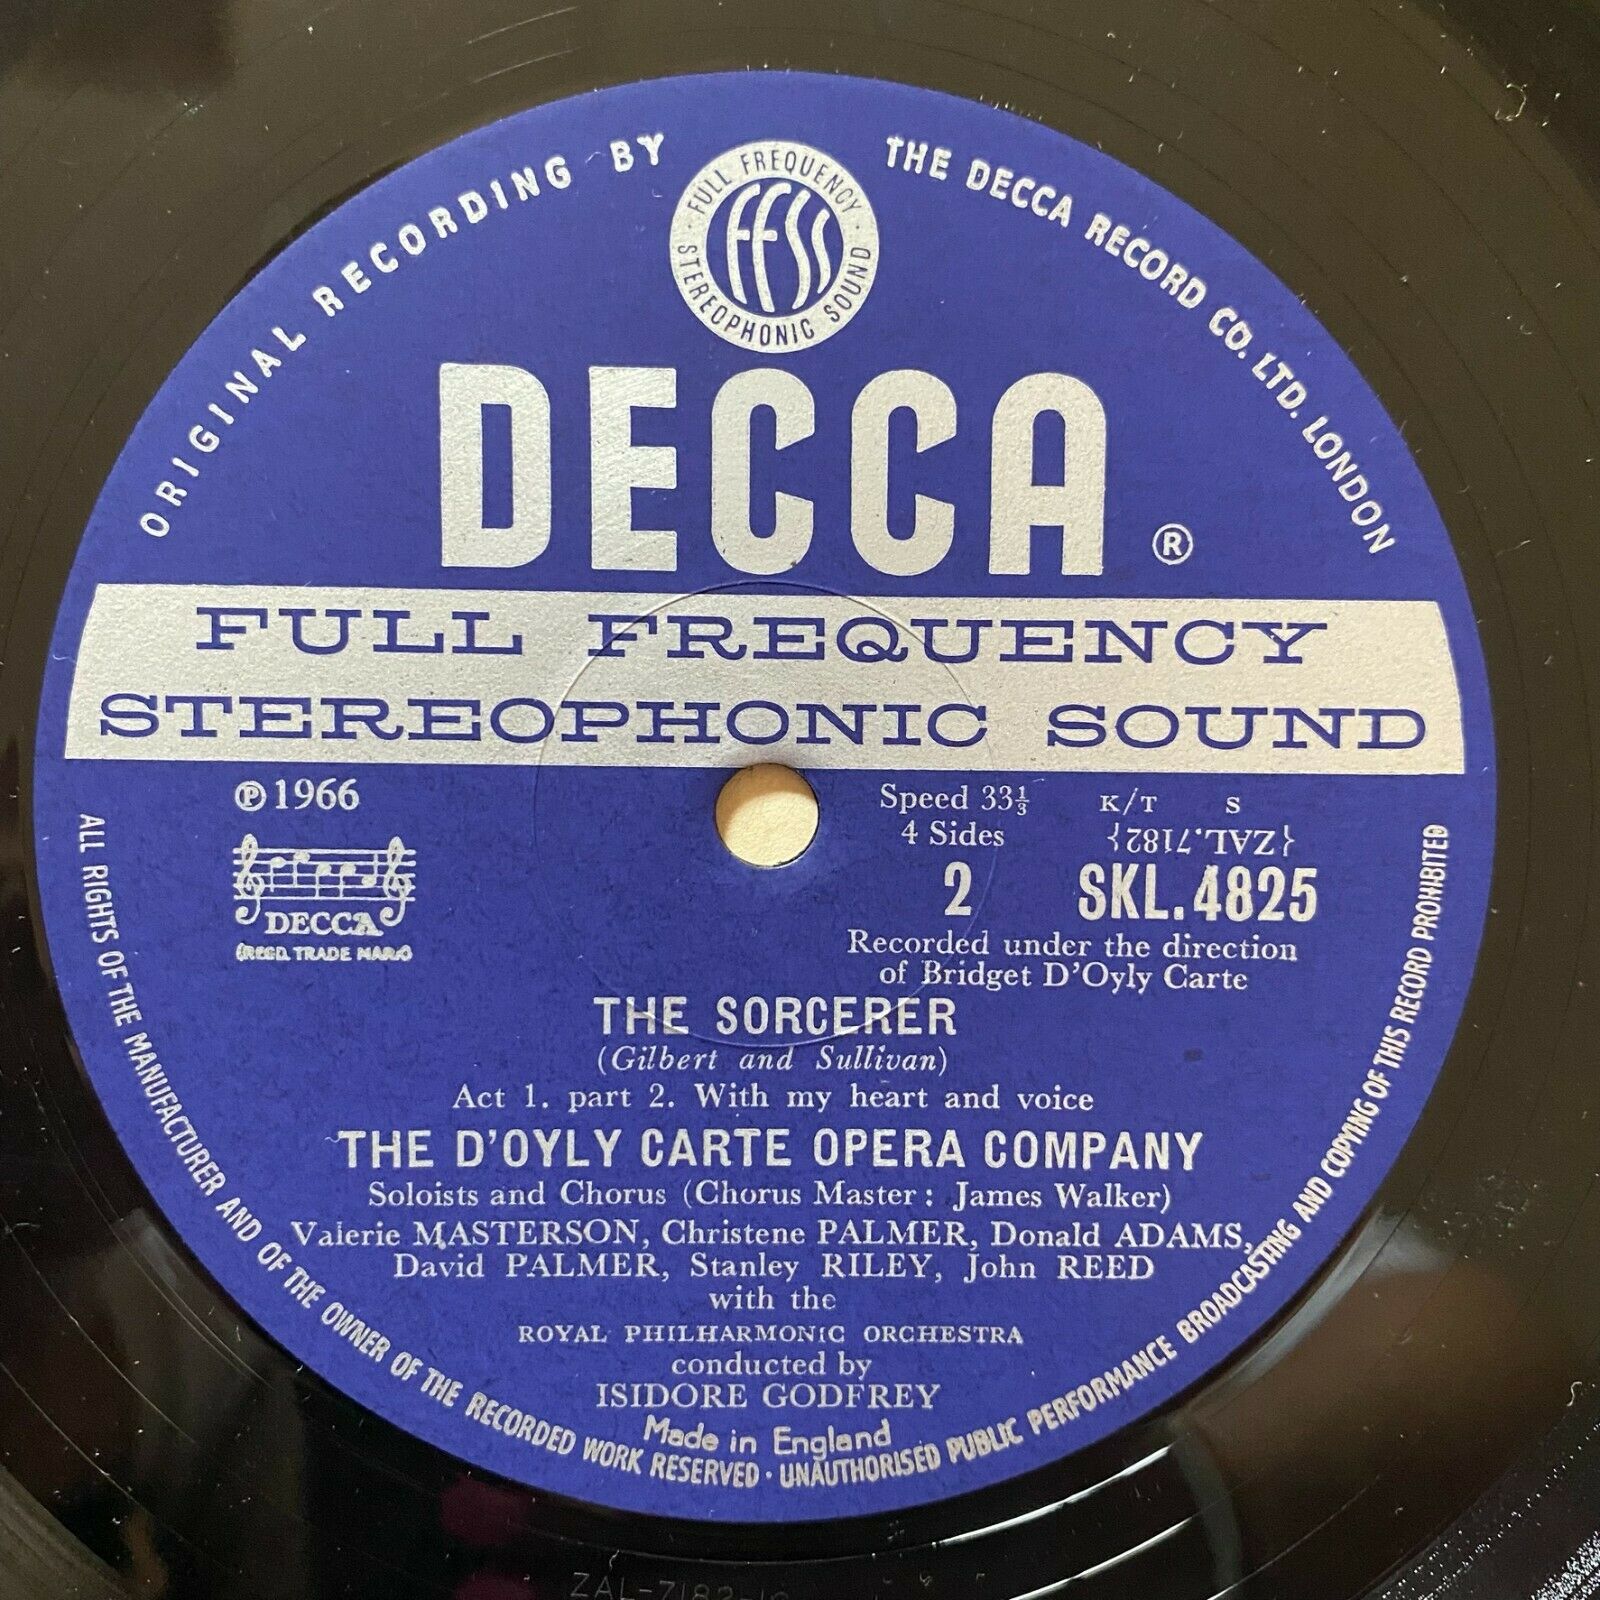 ORIGINAL RECORDING BY THE DECCA RECORD CO. LTD. LONDON
· FULL FREQUENCY · STEREOPHONIC SOUND
FFSS
DECCA ®
FULL FREQUENCY
STEREOPHONIC SOUND
℗ 1966
DECCA
(REGD. TRADE MARK)
Speed 33⅓ K/T S
4 Sides {ZAL.7182}
2 SKL.4825
Recorded under the direction
of Bridget D'Oyly Carte
THE SORCERER
(Gilbert and Sullivan)
Act 1. part 2. With my heart and voice
THE D'OYLY CARTE OPERA COMPANY
Soloists and Chorus (Chorus Master : James Walker)
Valerie MASTERSON, Christene PALMER, Donald ADAMS,
David PALMER, Stanley RILEY, John REED
with the
ROYAL PHILHARMONIC ORCHESTRA
conducted by
ISIDORE GODFREY
Made in England
ALL RIGHTS OF THE MANUFACTURER AND OF THE OWNER OF THE RECORDED WORK RESERVED · UNAUTHORISED PUBLIC PERFORMANCE BROADCASTING AND COPYING OF THIS RECORD PROHIBITED